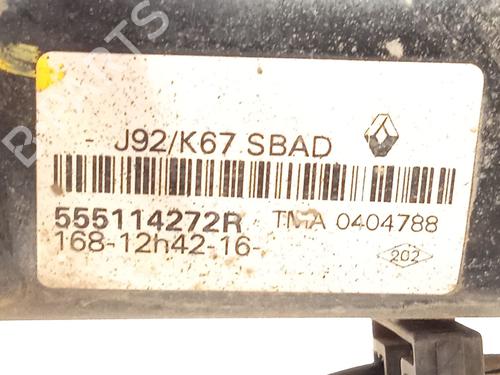 - J92/K67 SBAD
555114272R TMA 0404788
168-12h42-16-
202